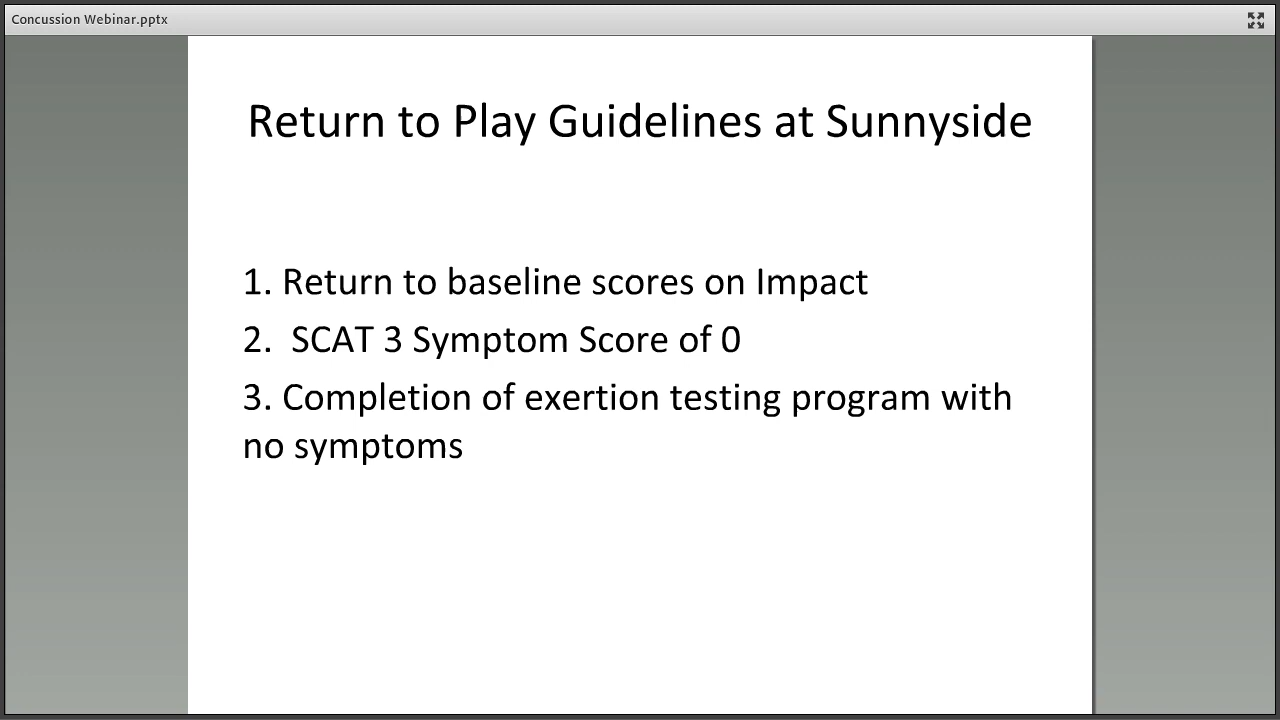 Concussion Webinar.pptx
Return to Play Guidelines at Sunnyside
1. Return to baseline scores on Impact
2.  SCAT 3 Symptom Score of 0
3. Completion of exertion testing program with
no symptoms